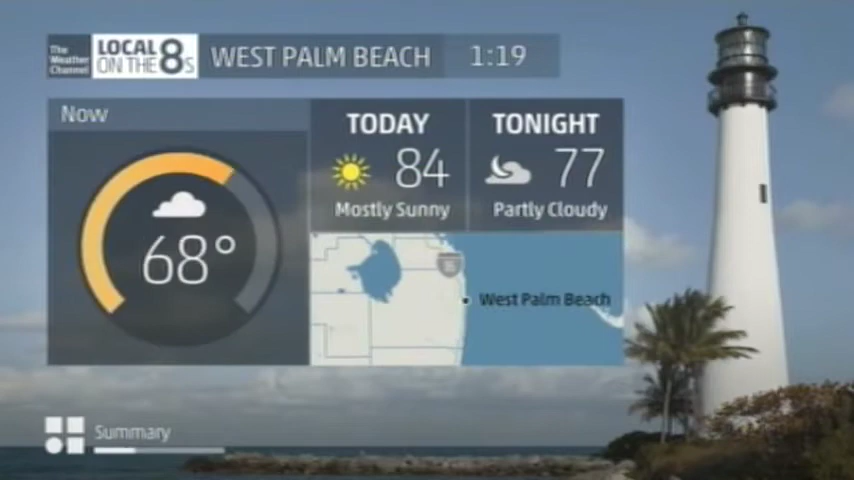 The Weather Channel
LOCAL ON THE 8s
WEST PALM BEACH
1:19
Now
68°
TODAY
84
Mostly Sunny
TONIGHT
77
Partly Cloudy
West Palm Beach
Summary